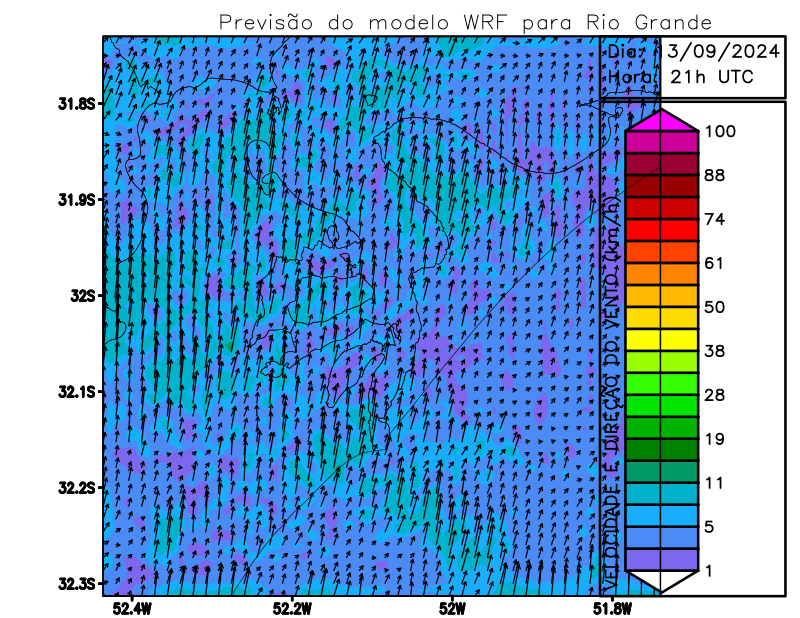 Previsão do modelo WRF para Rio Grande
Dia: 3/09/2024
Hora: 21h UTC
31.8S
31.9S
32S
32.1S
32.2S
32.3S
52.4W
52.2W
52W
51.8W
VELOCIDADE E DIREÇÃO DO VENTO (km/h)
100
88
74
61
50
38
28
19
11
5
1